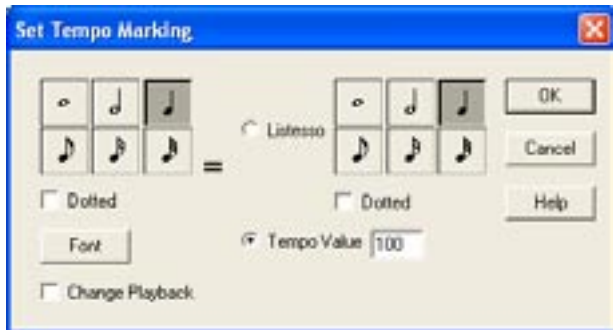 Set Tempo Marking
OK
Listesso
Cancel
=
Dotted
Dotted
Help
Font
Tempo Value 100
Change Playback